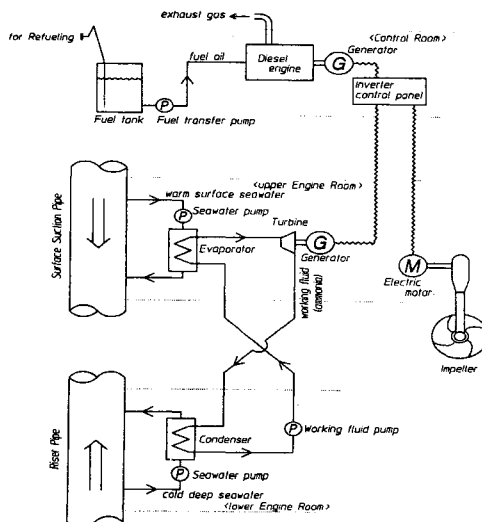 exhaust gas
for Refueling
<Control Room>
Generator
fuel oil
Diesel
engine
G
Inverter
control panel
P
Fuel tank
Fuel transfer pump
<upper Engine Room>
warm surface seawater
P
Seawater pump
Turbine
Surface Suction Pipe
Evaporator
G
Generator
working fluid
(ammonia)
M
Electric
motor
Impeller
Riser Pipe
P
Working fluid pump
Condenser
P
Seawater pump
cold deep seawater
<lower Engine Room>